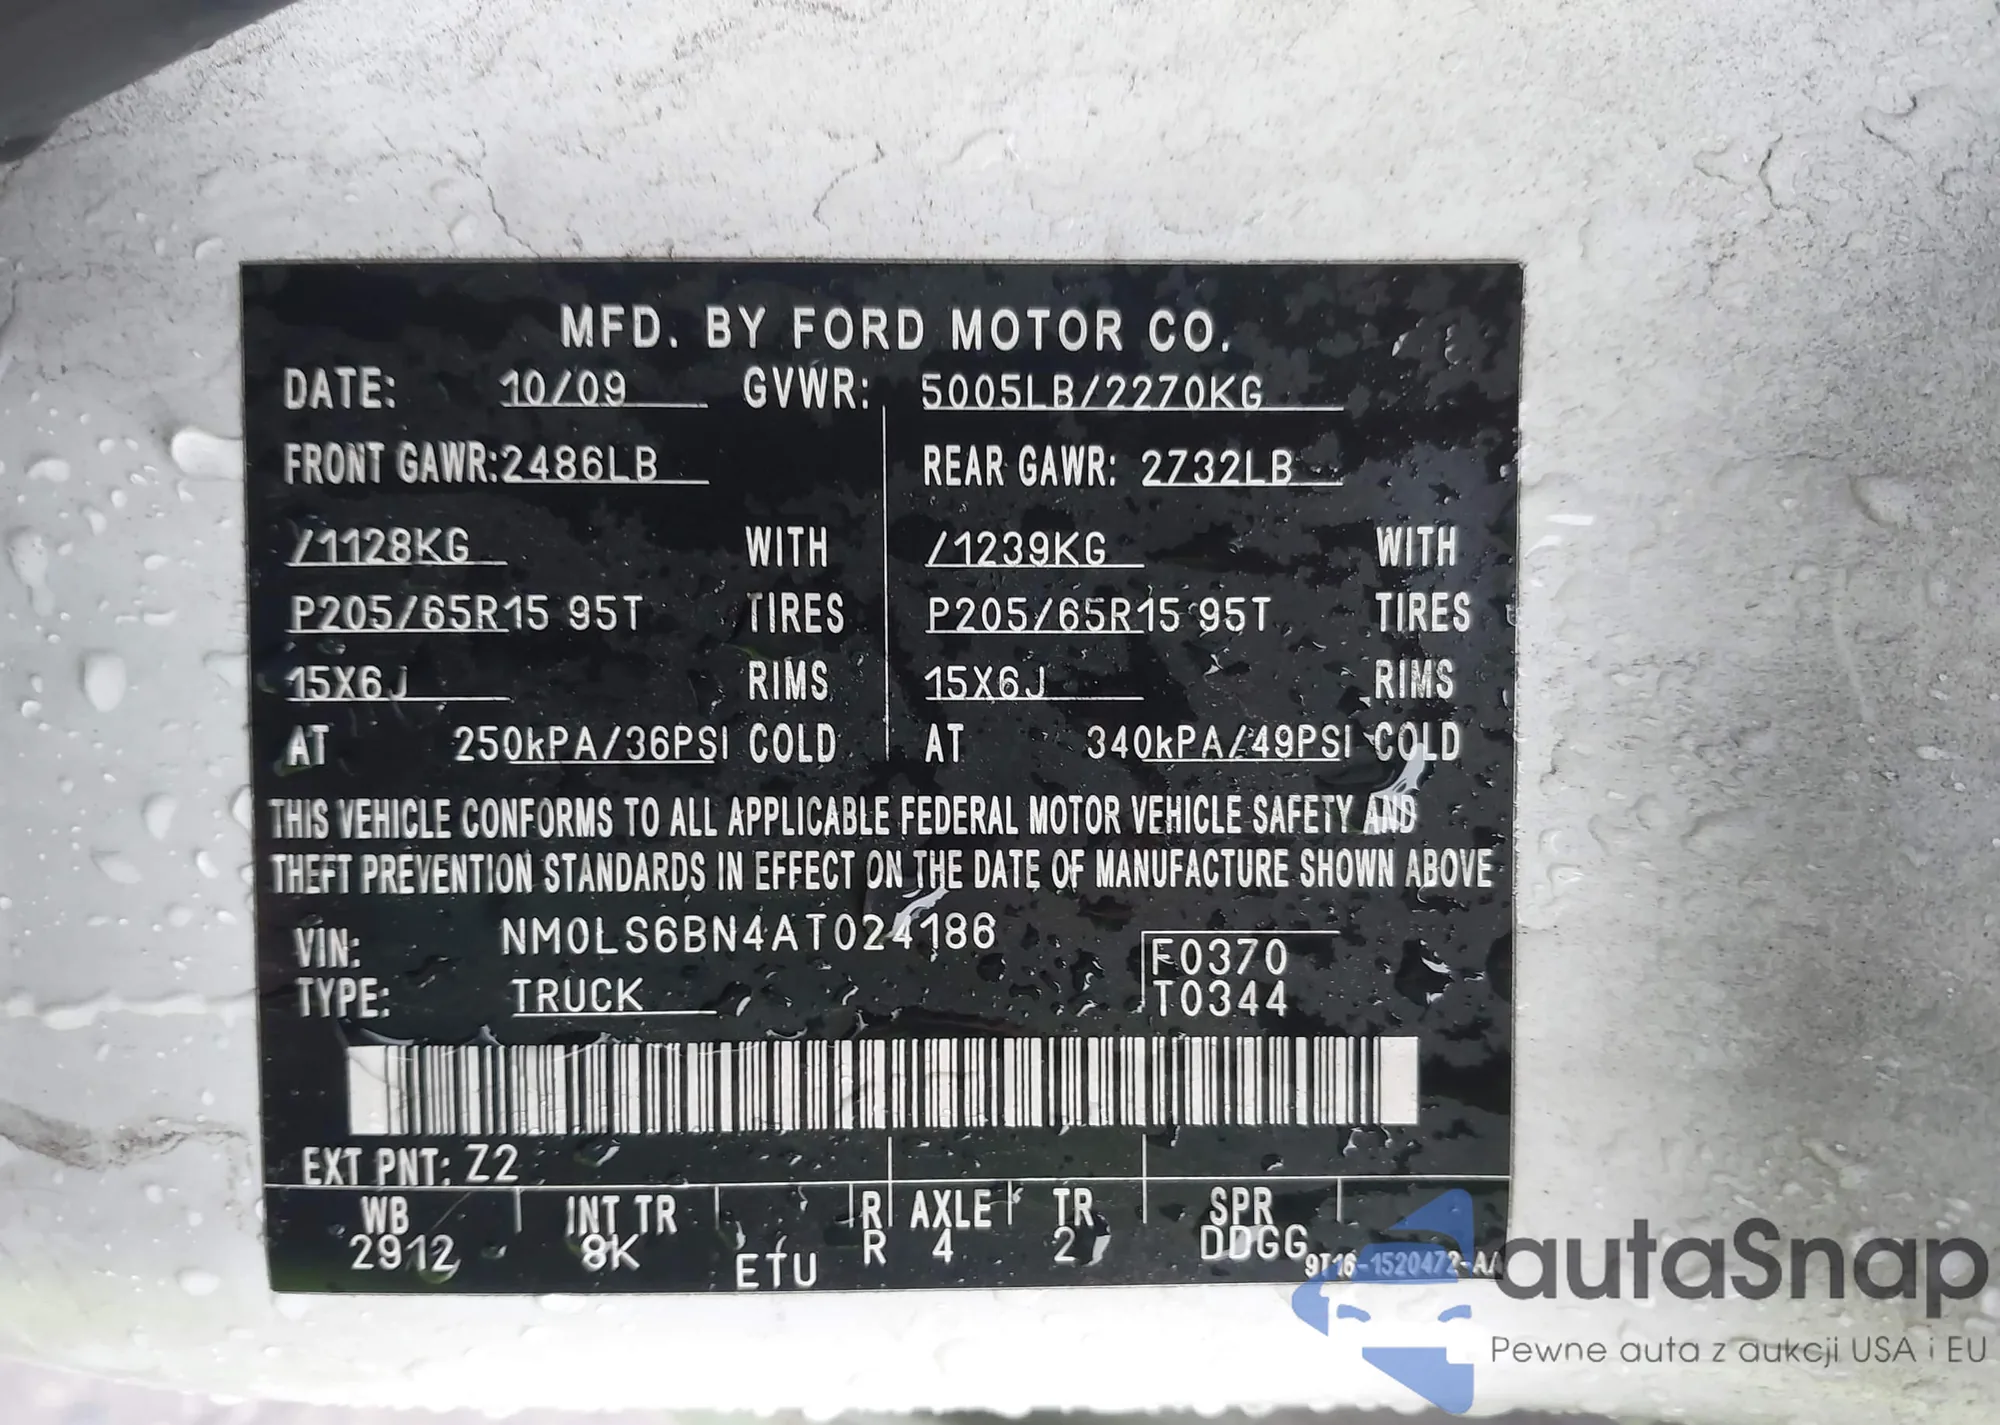 MFD. BY FORD MOTOR CO.
DATE: 10/09 GVWR: 5005LB/2270KG
FRONT GAWR: 2486LB REAR GAWR: 2732LB
/1128KG WITH /1239KG WITH
P205/65R15 95T TIRES P205/65R15 95T TIRES
15X6J RIMS 15X6J RIMS
AT 250kPA/36PSI COLD AT 340kPA/49PSI COLD
THIS VEHICLE CONFORMS TO ALL APPLICABLE FEDERAL MOTOR VEHICLE SAFETY AND
THEFT PREVENTION STANDARDS IN EFFECT ON THE DATE OF MANUFACTURE SHOWN ABOVE
VIN: NM0LS6BN4AT024186
F0370
TYPE: TRUCK T0344
EXT PNT: Z2
WB INT TR R AXLE TR SPR
2912 8K ETU R 4 2 DDGG
9T16-1520472-AA
autaSnap
Pewne auta z aukcji USA i EU